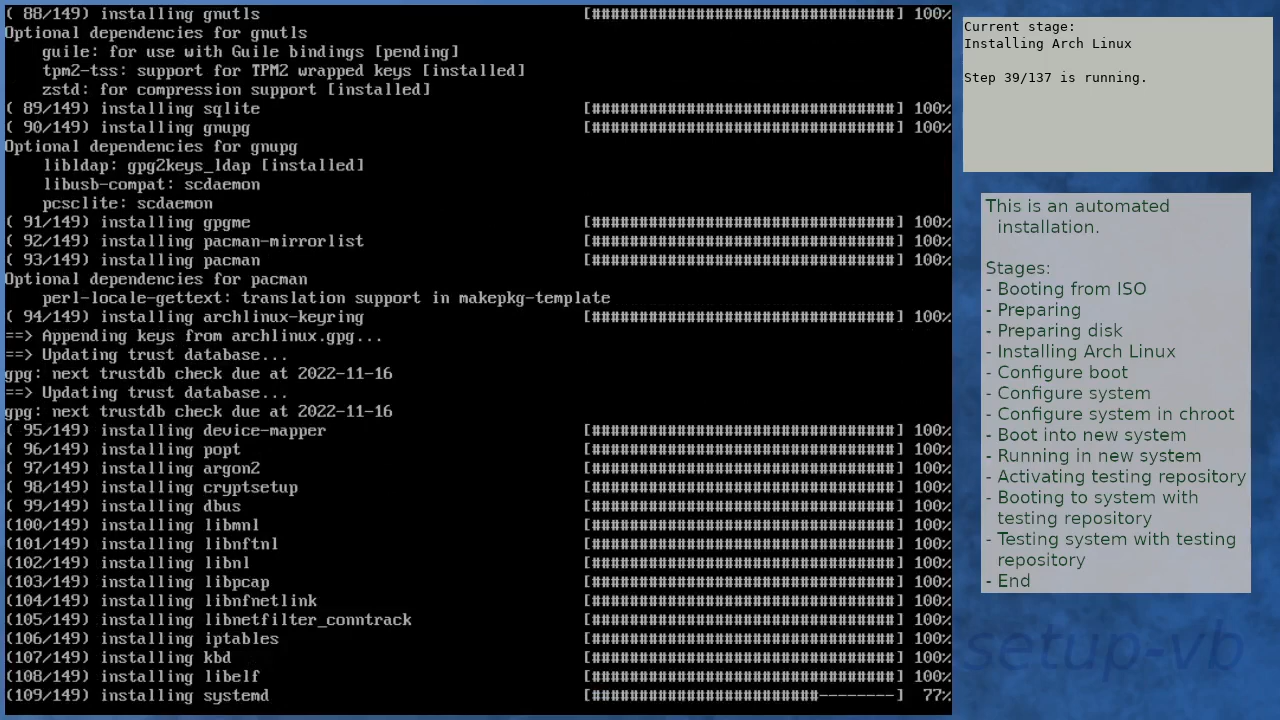 ( 88/149) installing gnutls [################################] 100%
Optional dependencies for gnutls
guile: for use with Guile bindings [pending]
tpm2-tss: support for TPM2 wrapped keys [installed]
zstd: for compression support [installed]
( 89/149) installing sqlite [################################] 100%
( 90/149) installing gnupg [################################] 100%
Optional dependencies for gnupg
libldap: gpg2keys_ldap [installed]
libusb-compat: scdaemon
pcsclite: scdaemon
( 91/149) installing gpgme [################################] 100%
( 92/149) installing pacman-mirrorlist [################################] 100%
( 93/149) installing pacman [################################] 100%
Optional dependencies for pacman
perl-locale-gettext: translation support in makepkg-template
( 94/149) installing archlinux-keyring [################################] 100%
==> Appending keys from archlinux.gpg...
==> Updating trust database...
gpg: next trustdb check due at 2022-11-16
==> Updating trust database...
gpg: next trustdb check due at 2022-11-16
( 95/149) installing device-mapper [################################] 100%
( 96/149) installing popt [################################] 100%
( 97/149) installing argon2 [################################] 100%
( 98/149) installing cryptsetup [################################] 100%
( 99/149) installing dbus [################################] 100%
(100/149) installing libmnl [################################] 100%
(101/149) installing libnftnl [################################] 100%
(102/149) installing libnl [################################] 100%
(103/149) installing libpcap [################################] 100%
(104/149) installing libnfnetlink [################################] 100%
(105/149) installing libnetfilter_conntrack [################################] 100%
(106/149) installing iptables [################################] 100%
(107/149) installing kbd [################################] 100%
(108/149) installing libelf [################################] 100%
(109/149) installing systemd [########################--------] 77%
Current stage:
Installing Arch Linux
Step 39/137 is running.
This is an automated
installation.
Stages:
- Booting from ISO
- Preparing
- Preparing disk
- Installing Arch Linux
- Configure boot
- Configure system
- Configure system in chroot
- Boot into new system
- Running in new system
- Activating testing repository
- Booting to system with
testing repository
- Testing system with testing
repository
- End
setup-vb